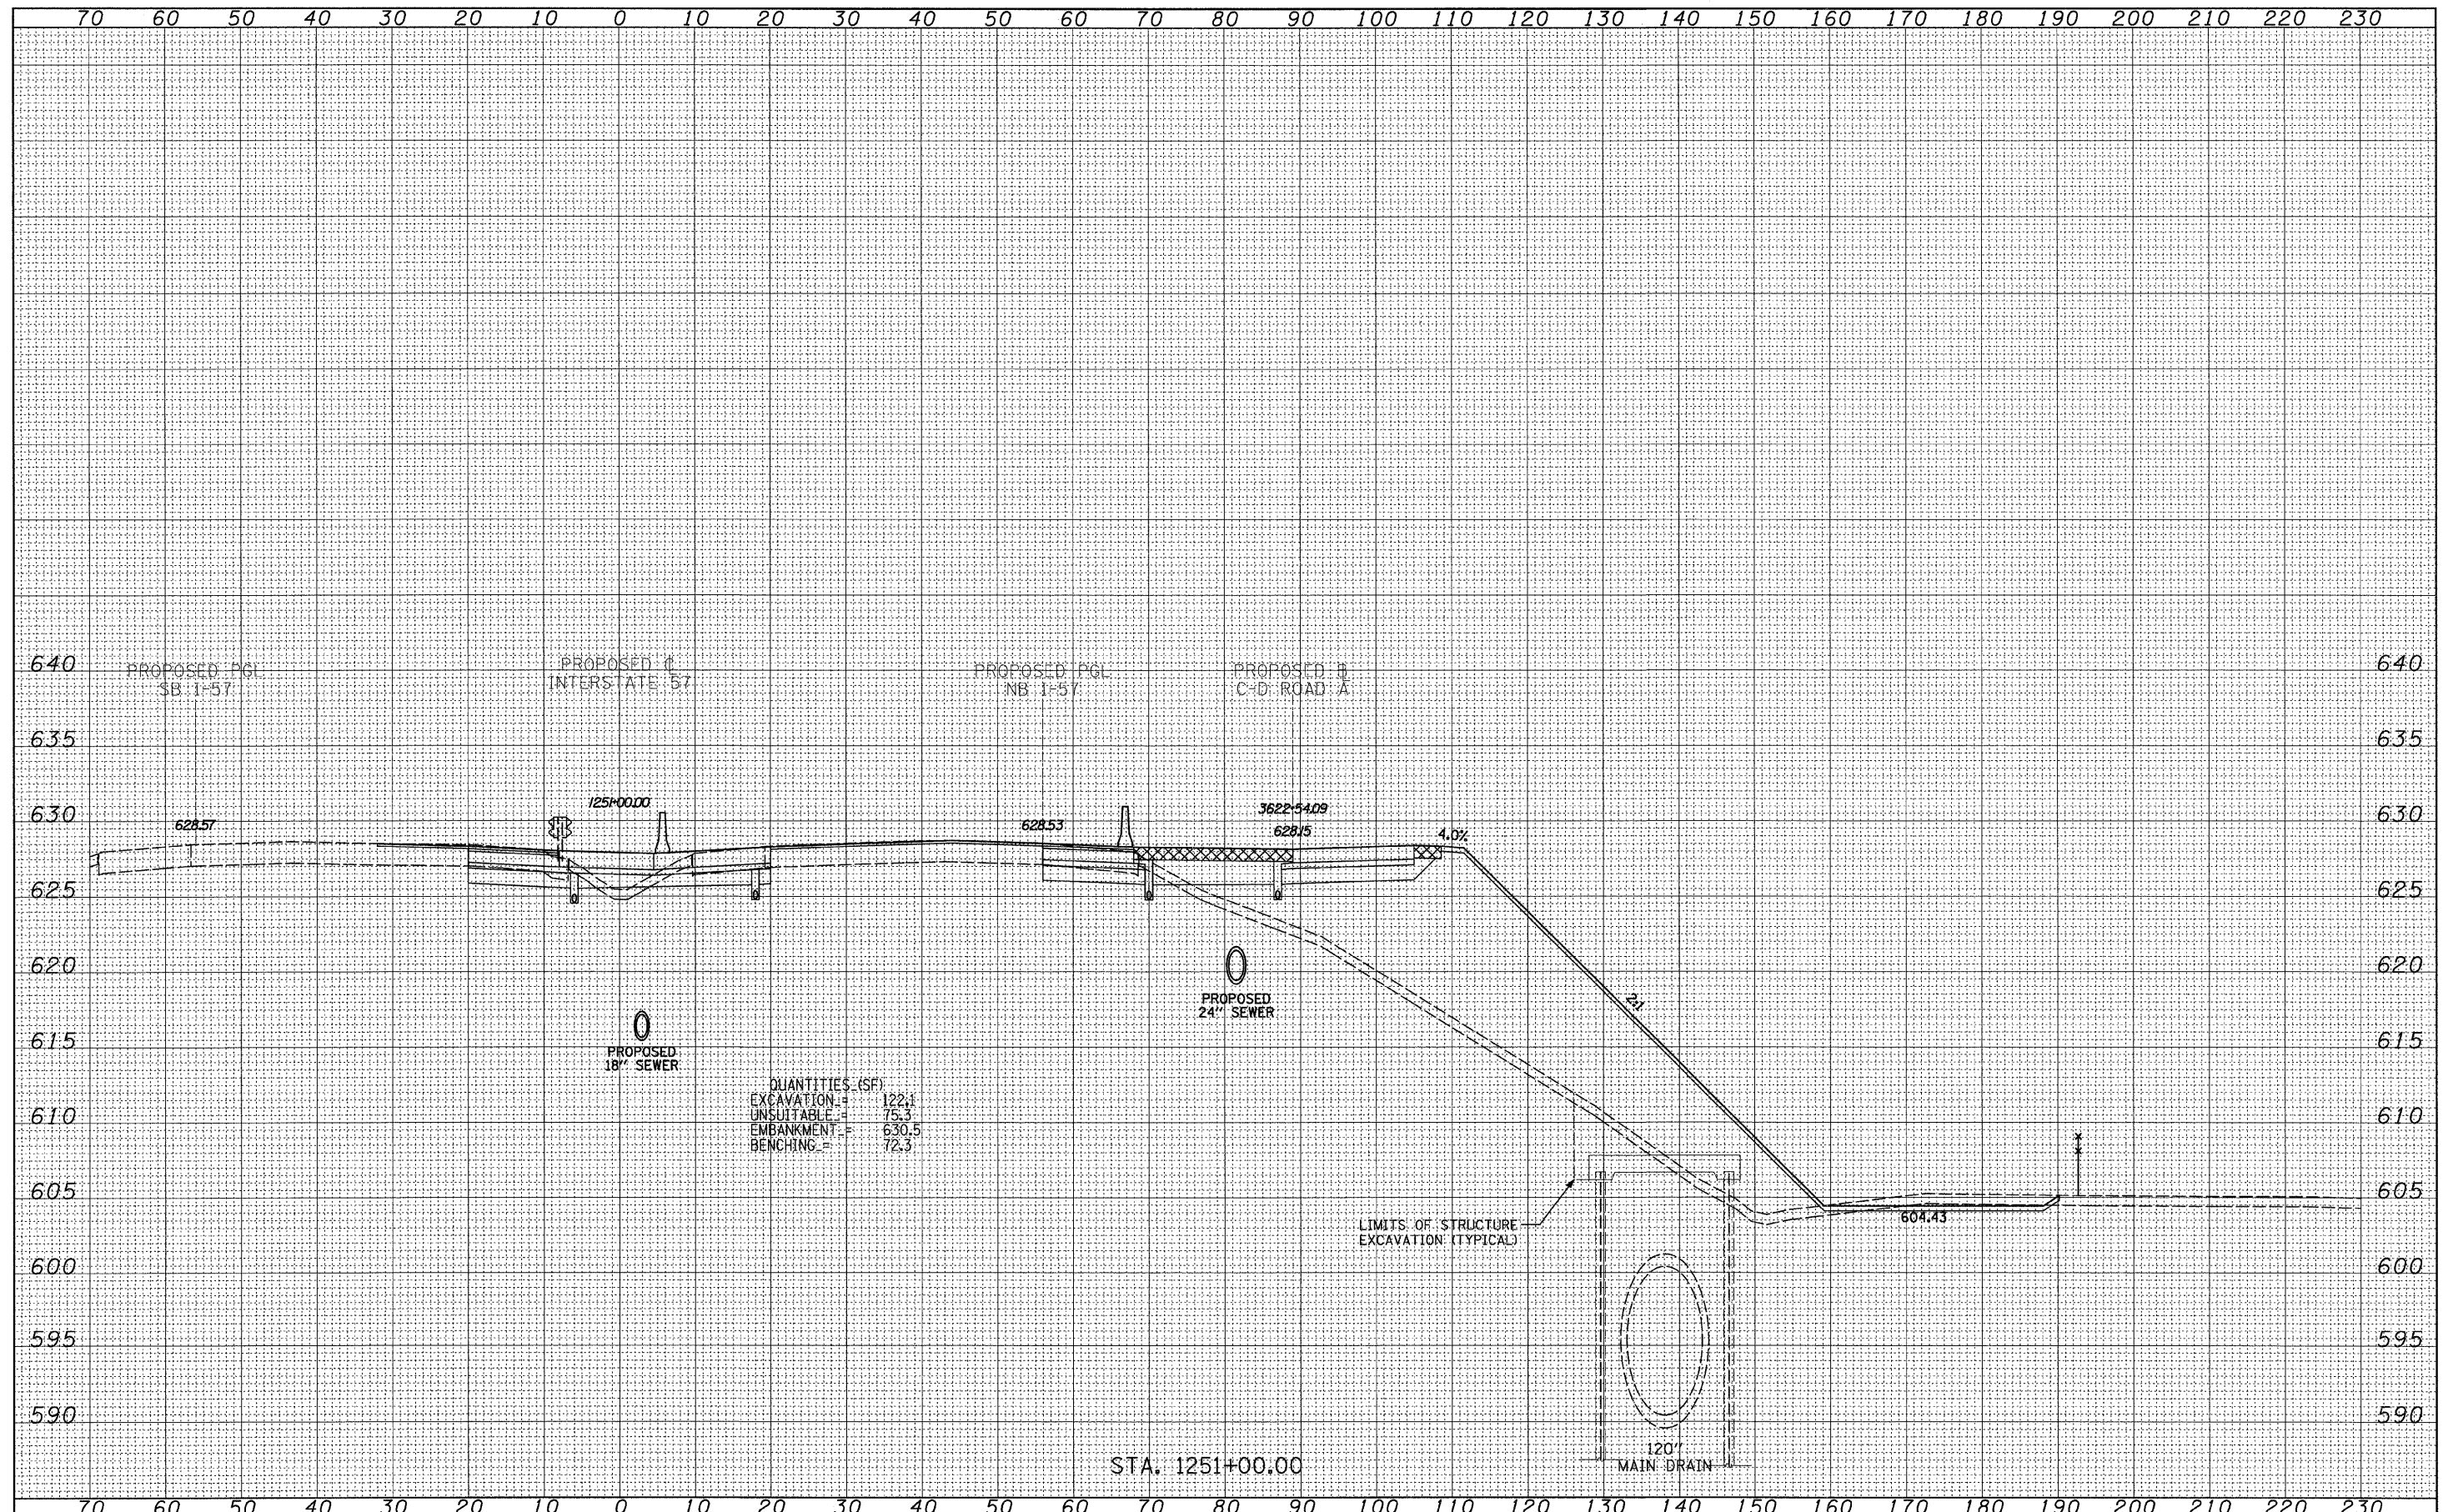 70 60 50 40 30 20 10 0 10 20 30 40 50 60 70 80 90 100 110 120 130 140 150 160 170 180 190 200 210 220 230
640 640
PROPOSED PGL
SB I-57
PROPOSED ℄
INTERSTATE 57
PROPOSED PGL
NB I-57
PROPOSED B
C-D ROAD A
635 635
630 630
628.57
1251+00.00
628.53
3622+54.09
628.15
4.0%
625 625
620 620
PROPOSED
24" SEWER
2:1
615 615
PROPOSED
18" SEWER
QUANTITIES (SF)
EXCAVATION = 122.1
UNSUITABLE = 75.3
EMBANKMENT = 630.5
BENCHING = 72.3
610 610
605 605
604.43
LIMITS OF STRUCTURE
EXCAVATION (TYPICAL)
600 600
595 595
590 590
120"
MAIN DRAIN
STA. 1251+00.00
70 60 50 40 30 20 10 0 10 20 30 40 50 60 70 80 90 100 110 120 130 140 150 160 170 180 190 200 210 220 230